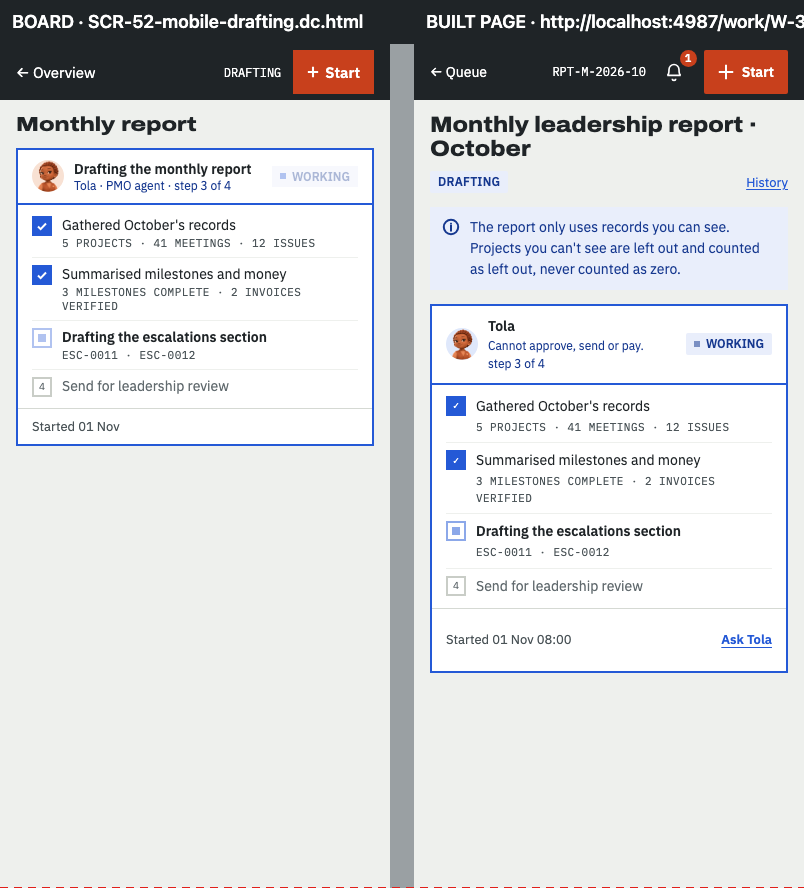 BOARD · SCR-52-mobile-drafting.dc.html
← Overview
DRAFTING
+ Start
Monthly report
Drafting the monthly report
Tola · PMO agent · step 3 of 4
WORKING
Gathered October's records
5 PROJECTS · 41 MEETINGS · 12 ISSUES
Summarised milestones and money
3 MILESTONES COMPLETE · 2 INVOICES
VERIFIED
Drafting the escalations section
ESC-0011 · ESC-0012
4 Send for leadership review
Started 01 Nov
BUILT PAGE · http://localhost:4987/work/W-3
← Queue
RPT-M-2026-10
1
+ Start
Monthly leadership report ·
October
DRAFTING
History
The report only uses records you can see.
Projects you can't see are left out and counted
as left out, never counted as zero.
Tola
Cannot approve, send or pay.
step 3 of 4
WORKING
Gathered October's records
5 PROJECTS · 41 MEETINGS · 12 ISSUES
Summarised milestones and money
3 MILESTONES COMPLETE · 2 INVOICES
VERIFIED
Drafting the escalations section
ESC-0011 · ESC-0012
4 Send for leadership review
Started 01 Nov 08:00
Ask Tola